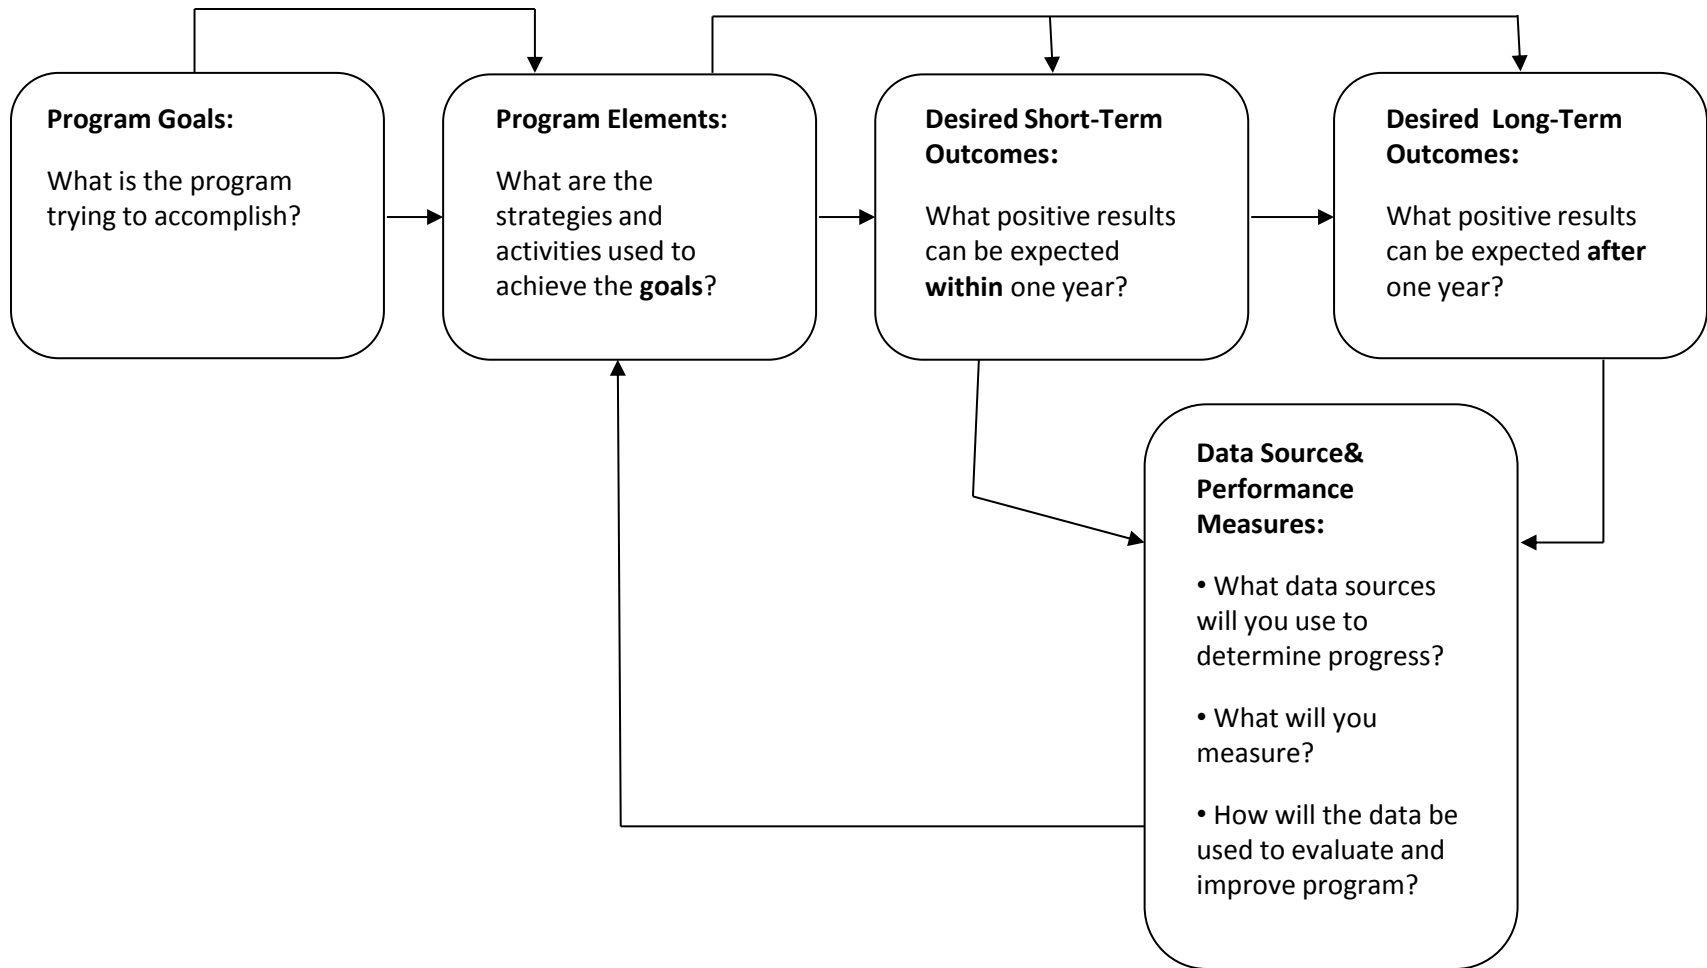 Program Goals:
What is the program
trying to accomplish?
Program Elements:
What are the
strategies and
activities used to
achieve the goals?
Desired Short-Term
Outcomes:
What positive results
can be expected
within one year?
Desired  Long-Term
Outcomes:
What positive results
can be expected after
one year?
Data Source&
Performance
Measures:
• What data sources
will you use to
determine progress?
• What will you
measure?
• How will the data be
used to evaluate and
improve program?